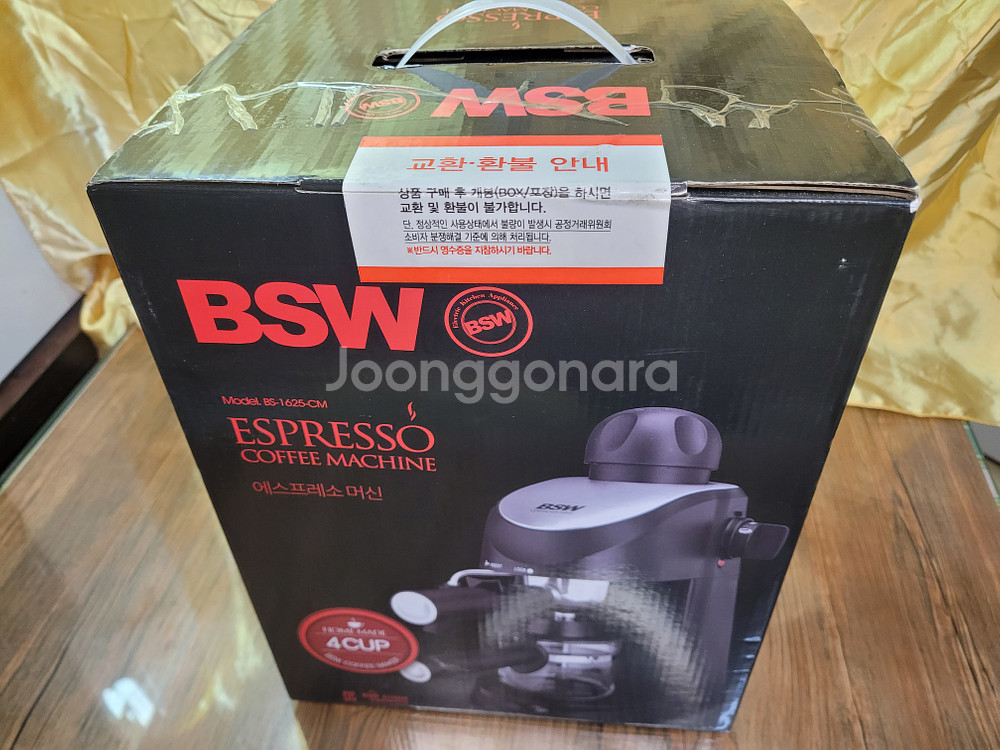 ESPRESSO
BSW
BSW
교환·환불 안내
상품 구매 후 개봉(BOX/포장)을 하시면
교환 및 환불이 불가합니다.
단, 정상적인 사용상태에서 불량이 발생시 공정거래위원회
소비자 분쟁해결 기준에 의해 처리됩니다.
※반드시 영수증을 지참하시기 바랍니다.
BSW
Electric Kitchen Appliance
BSW
Joonggonara
Model. BS-1625-CM
ESPRESSO
COFFEE MACHINE
에스프레소 머신
BSW
HOME MADE
4CUP